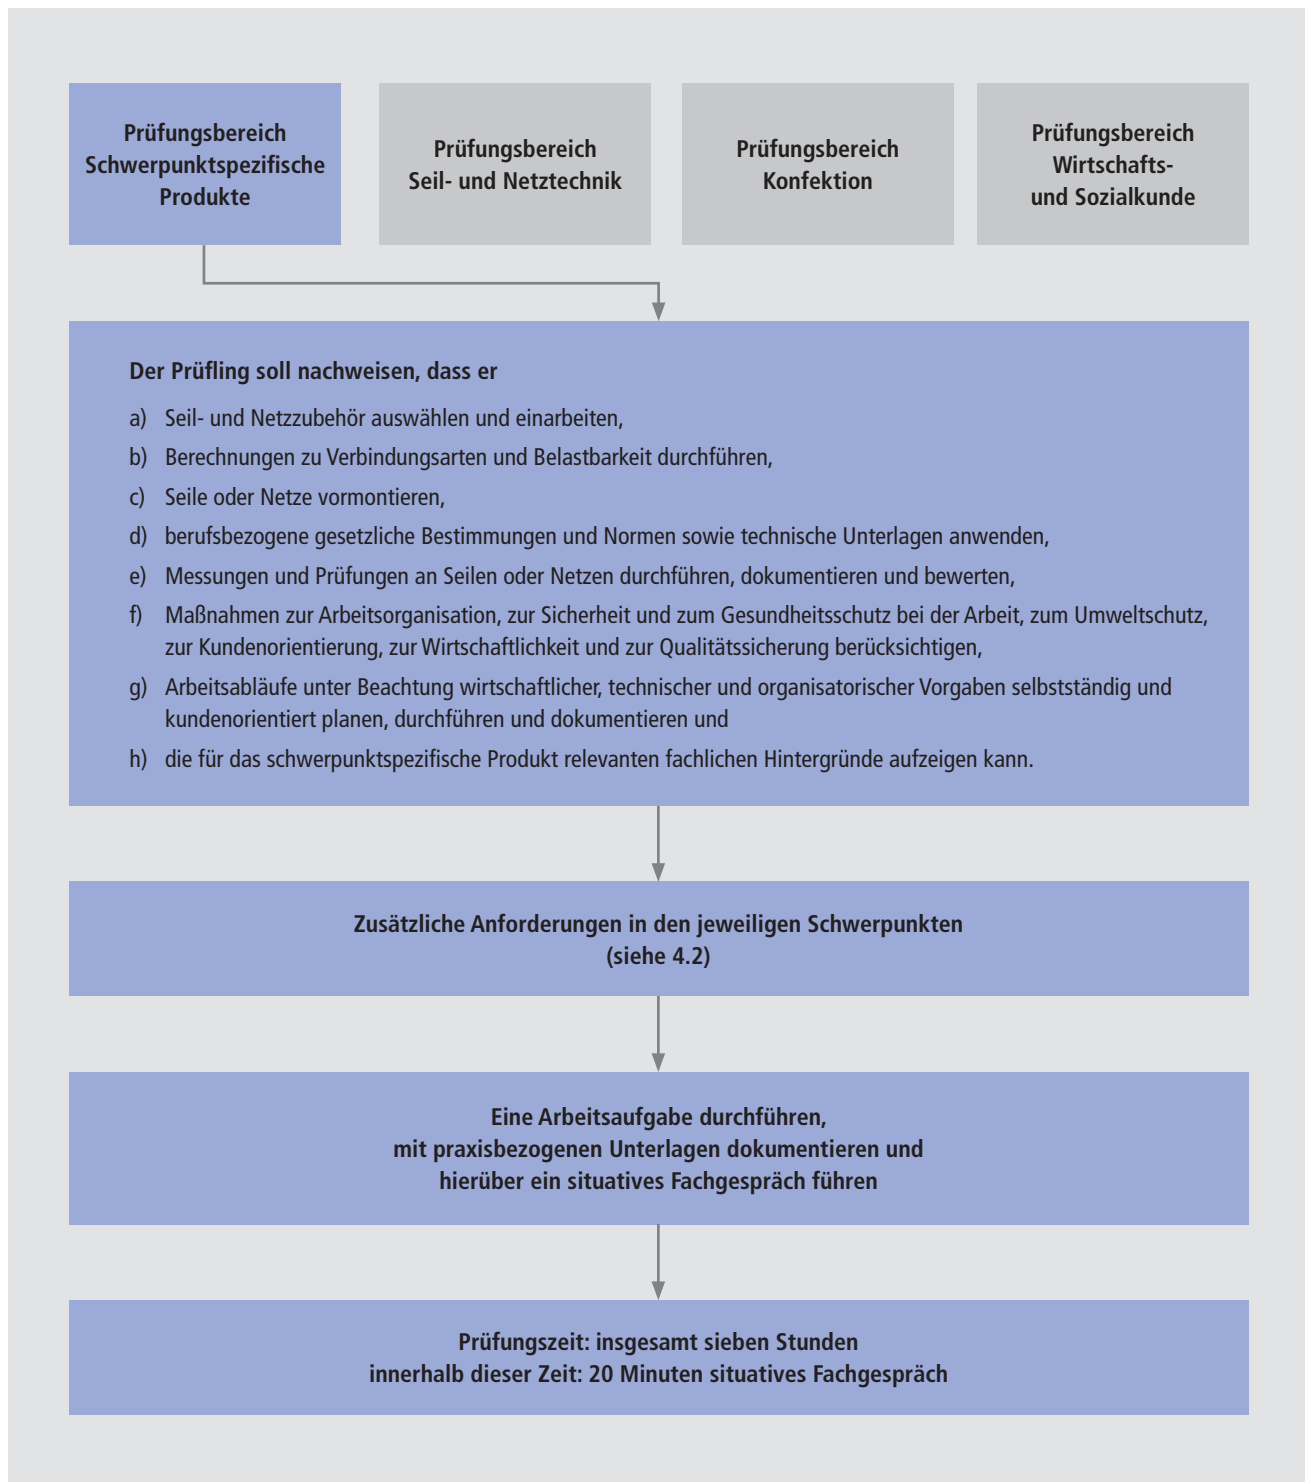 Prüfungsbereich
Schwerpunktspezifische
Produkte
Prüfungsbereich
Seil- und Netztechnik
Prüfungsbereich
Konfektion
Prüfungsbereich
Wirtschafts-
und Sozialkunde
Der Prüfling soll nachweisen, dass er
a) Seil- und Netzzubehör auswählen und einarbeiten,
b) Berechnungen zu Verbindungsarten und Belastbarkeit durchführen,
c) Seile oder Netze vormontieren,
d) berufsbezogene gesetzliche Bestimmungen und Normen sowie technische Unterlagen anwenden,
e) Messungen und Prüfungen an Seilen oder Netzen durchführen, dokumentieren und bewerten,
f) Maßnahmen zur Arbeitsorganisation, zur Sicherheit und zum Gesundheitsschutz bei der Arbeit, zum Umweltschutz,
zur Kundenorientierung, zur Wirtschaftlichkeit und zur Qualitätssicherung berücksichtigen,
g) Arbeitsabläufe unter Beachtung wirtschaftlicher, technischer und organisatorischer Vorgaben selbstständig und
kundenorientiert planen, durchführen und dokumentieren und
h) die für das schwerpunktspezifische Produkt relevanten fachlichen Hintergründe aufzeigen kann.
Zusätzliche Anforderungen in den jeweiligen Schwerpunkten
(siehe 4.2)
Eine Arbeitsaufgabe durchführen,
mit praxisbezogenen Unterlagen dokumentieren und
hierüber ein situatives Fachgespräch führen
Prüfungszeit: insgesamt sieben Stunden
innerhalb dieser Zeit: 20 Minuten situatives Fachgespräch